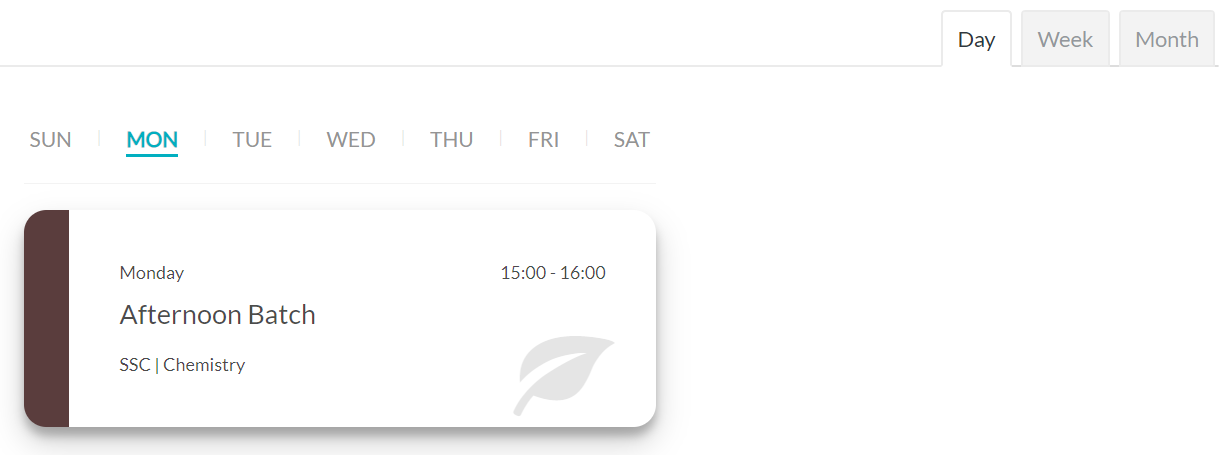 Day Week Month
SUN | MON | TUE | WED | THU | FRI | SAT
Monday 15:00 - 16:00
Afternoon Batch
SSC | Chemistry